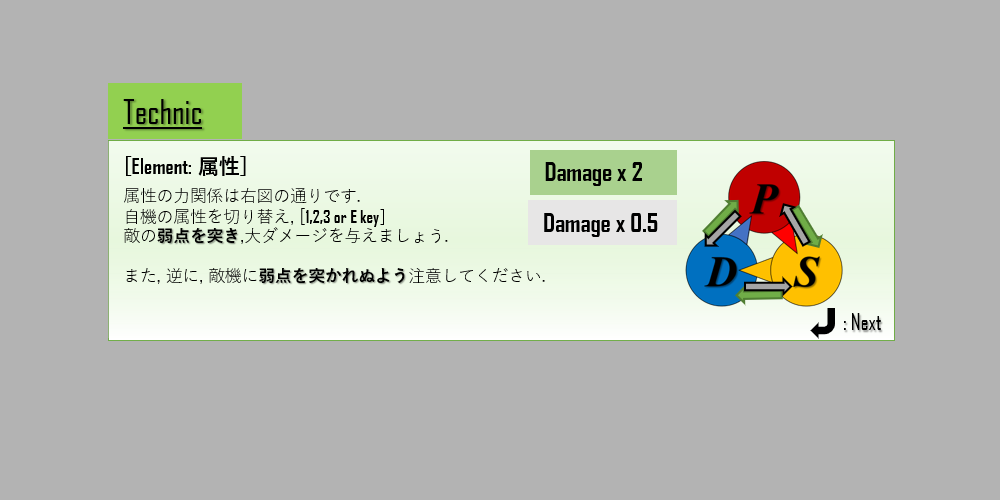 Technic
[Element: 属性]
属性の力関係は右図の通りです.
自機の属性を切り替え, [1,2,3 or E key]
敵の弱点を突き,大ダメージを与えましょう.
また, 逆に, 敵機に弱点を突かれぬよう注意してください.
Damage x 2
Damage x 0.5
P
D
S
: Next